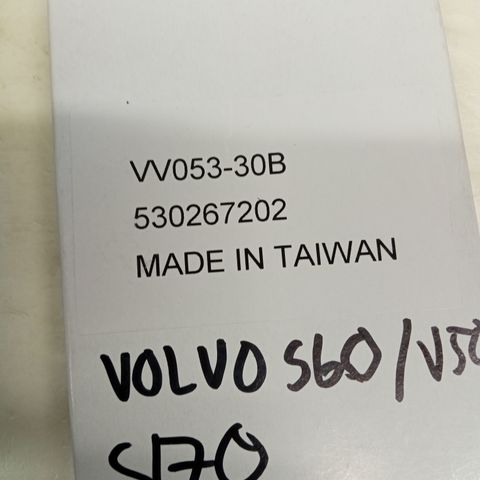 VV053-30B
530267202
MADE IN TAIWAN
VOLVO S60/V50
S70